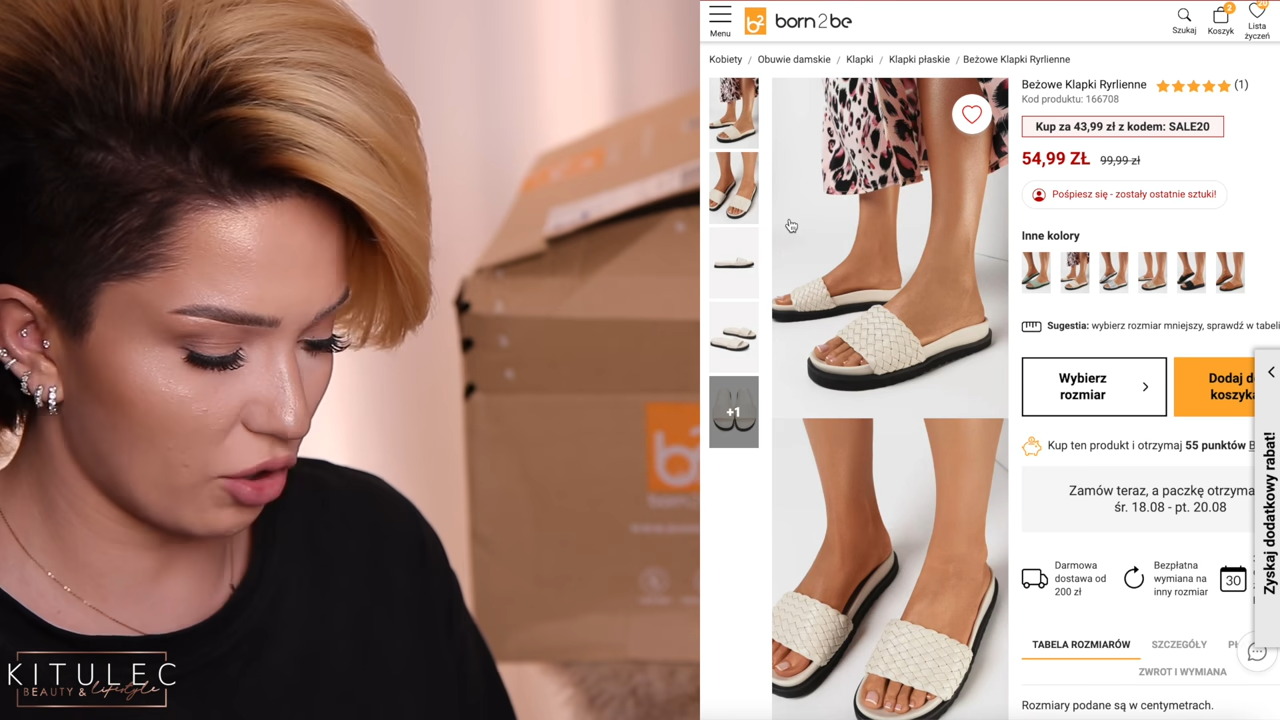 KITULEC
BEAUTY & lifestyle
b2
Menu
b2 born2be
Szukaj
2
Koszyk
Lista
życzeń
Kobiety / Obuwie damskie / Klapki / Klapki płaskie / Beżowe Klapki Ryrlienne
+1
Beżowe Klapki Ryrlienne (1)
Kod produktu: 166708
Kup za 43,99 zł z kodem: SALE20
54,99 ZŁ 99,99 zł
Pośpiesz się - zostały ostatnie sztuki!
Inne kolory
Sugestia: wybierz rozmiar mniejszy, sprawdź w tabeli
Wybierz
rozmiar
Dodaj d
koszyka
Kup ten produkt i otrzymaj 55 punktów B
Zamów teraz, a paczkę otrzyma
śr. 18.08 - pt. 20.08
Darmowa
dostawa od
200 zł
Bezpłatna
wymiana na
inny rozmiar
30
Zyskaj dodatkowy rabat!
TABELA ROZMIARÓW SZCZEGÓŁY
ZWROT I WYMIANA
Rozmiary podane są w centymetrach.